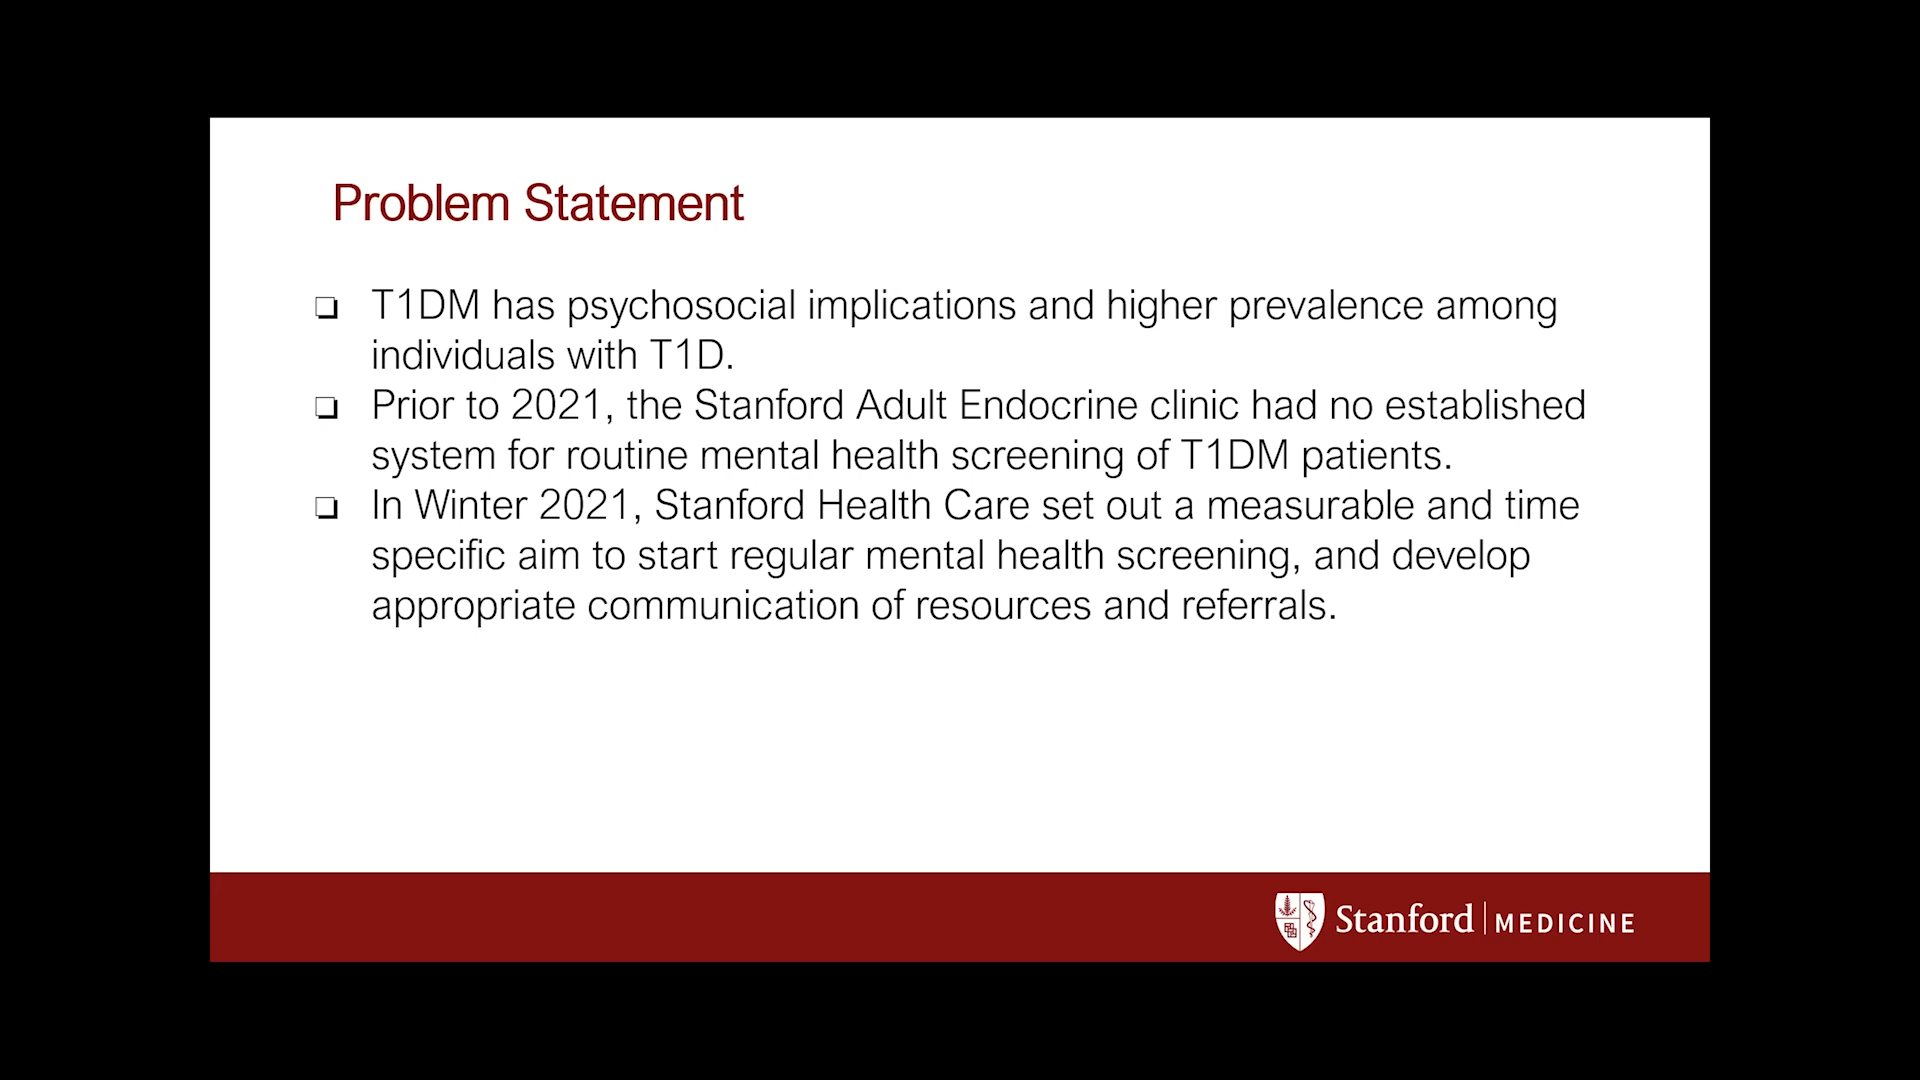 Problem Statement
❏ T1DM has psychosocial implications and higher prevalence among
individuals with T1D.
❏ Prior to 2021, the Stanford Adult Endocrine clinic had no established
system for routine mental health screening of T1DM patients.
❏ In Winter 2021, Stanford Health Care set out a measurable and time
specific aim to start regular mental health screening, and develop
appropriate communication of resources and referrals.
Stanford | MEDICINE